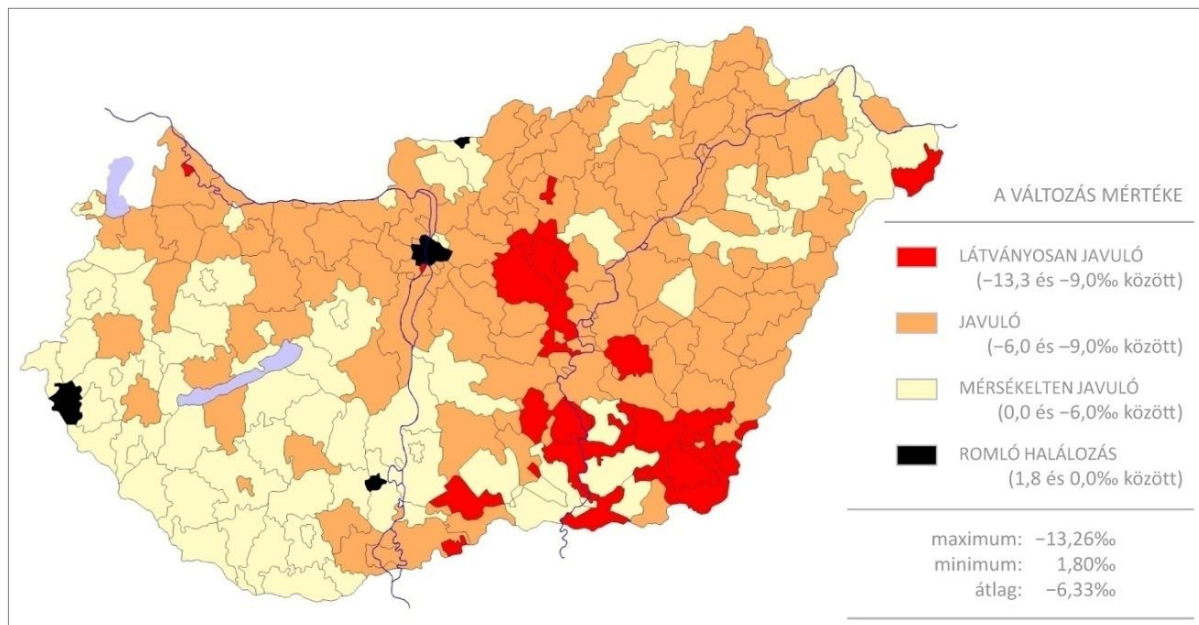 A VÁLTOZÁS MÉRTÉKE
LÁTVÁNYOSAN JAVULÓ
(−13,3 és −9,0‰ között)
JAVULÓ
(−6,0 és −9,0‰ között)
MÉRSÉKELTEN JAVULÓ
(0,0 és −6,0‰ között)
ROMLÓ HALÁLOZÁS
(1,8 és 0,0‰ között)
maximum: −13,26‰
minimum: 1,80‰
átlag: −6,33‰